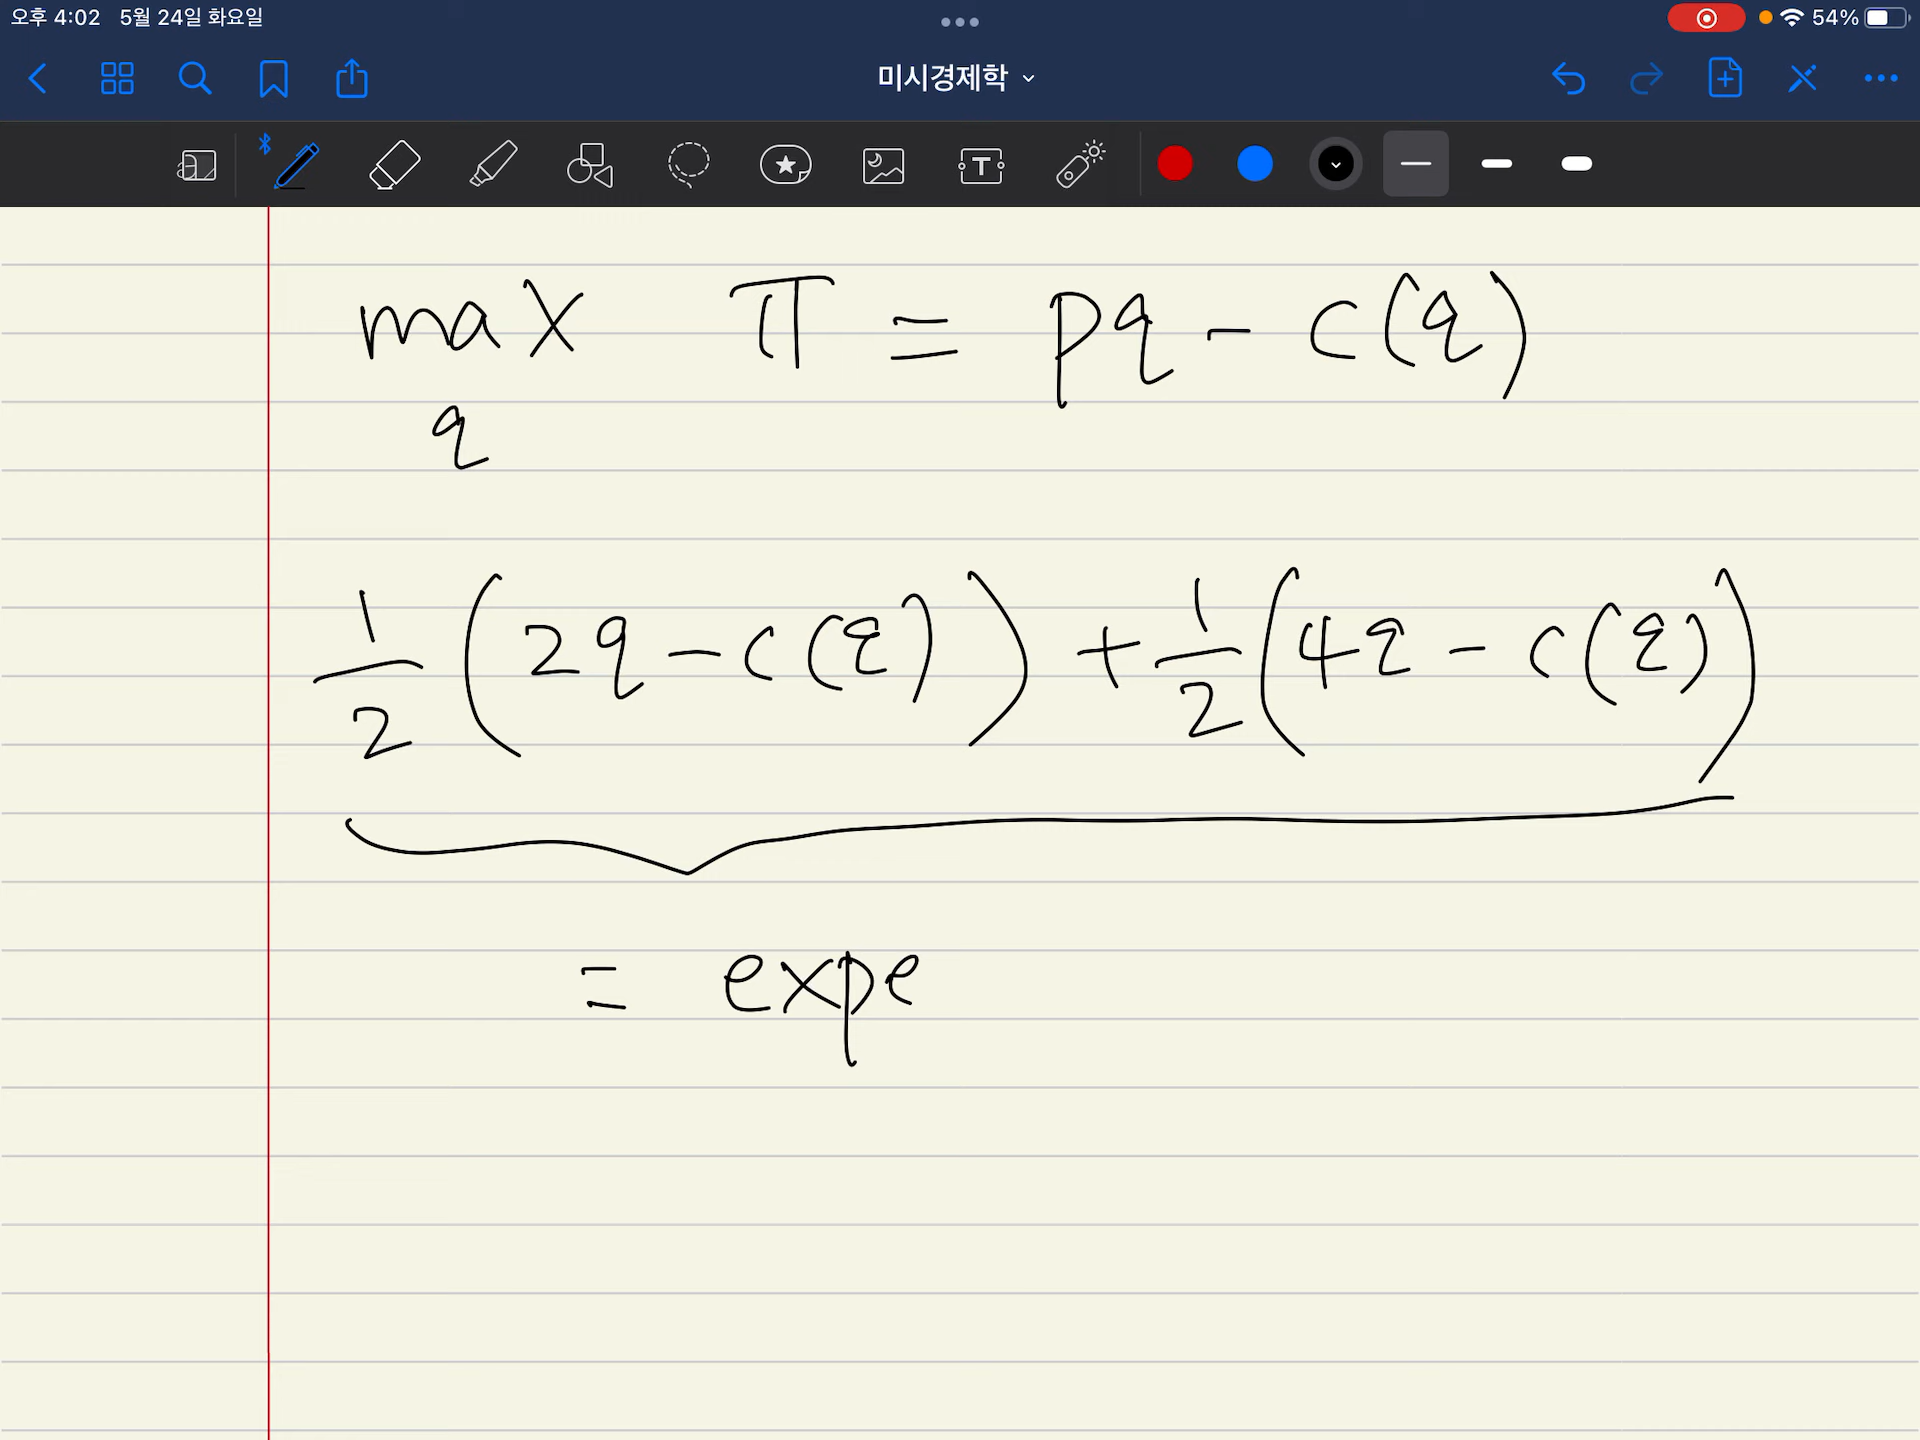 오후 4:02 5월 24일 화요일 54%
미시경제학
max π = pq - c(q)
q
1/2 (2q - c(q)) + 1/2 (4q - c(q))
= expe